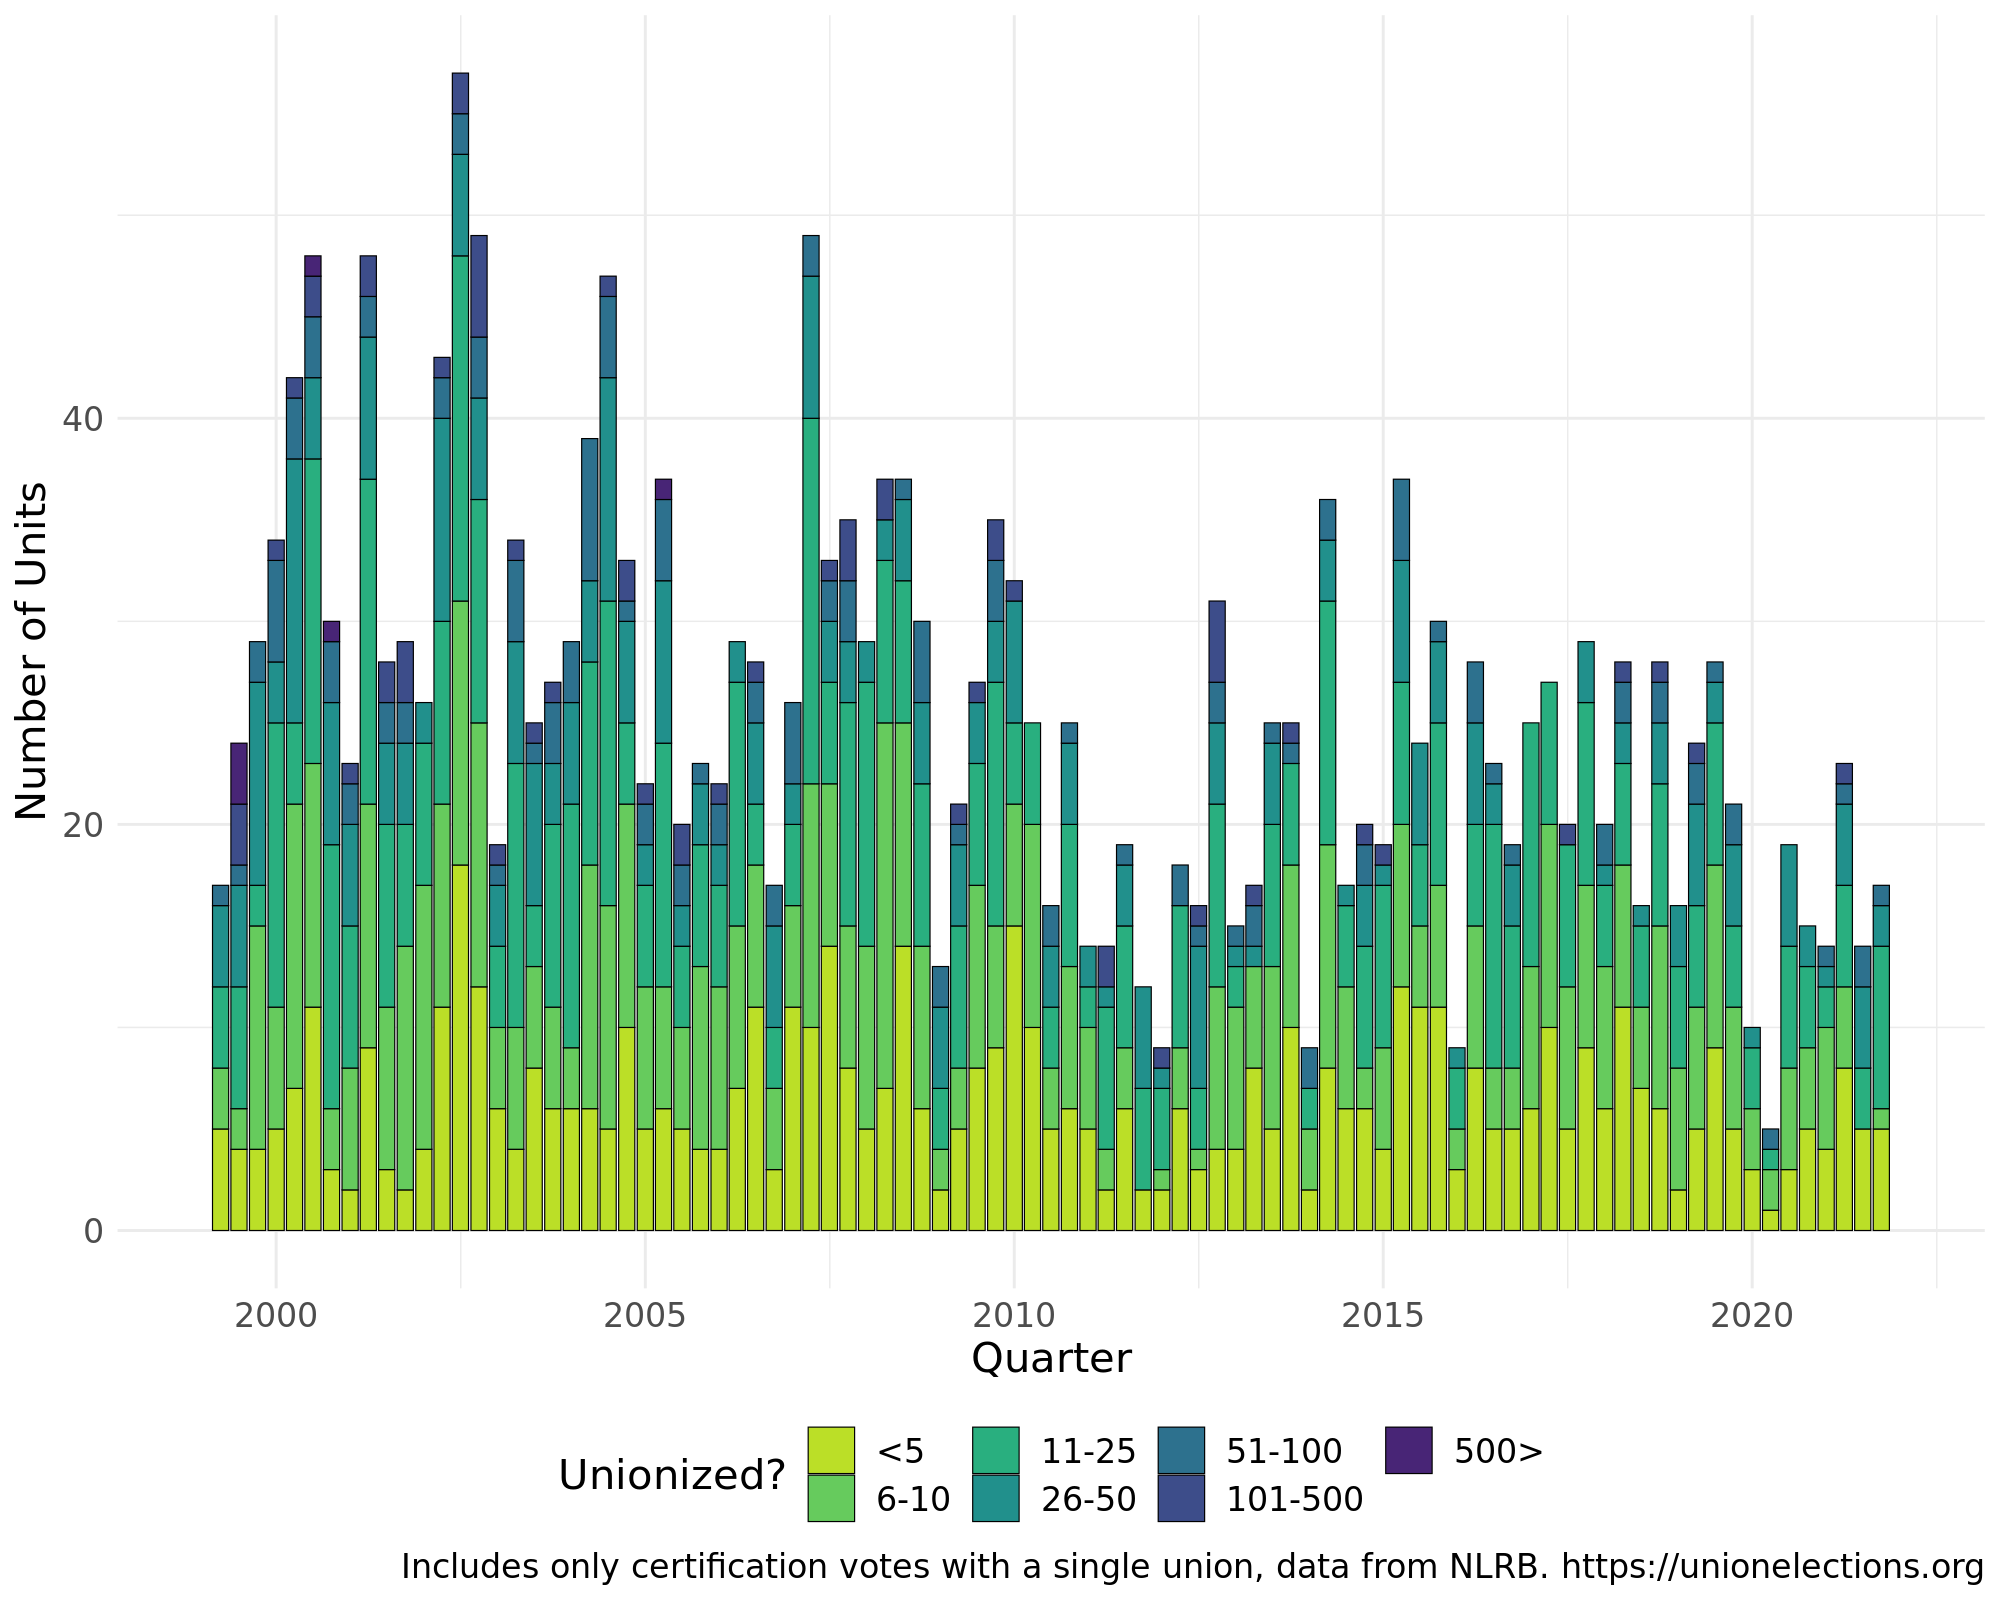 Number of Units
40
20
0
2000 2005 2010 2015 2020
Quarter
Unionized?
<5 11-25 51-100 500>
6-10 26-50 101-500
Includes only certification votes with a single union, data from NLRB. https://unionelections.org